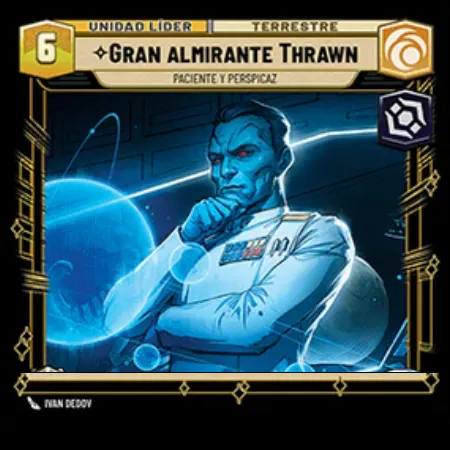 UNIDAD LÍDER
TERRESTRE
6
GRAN ALMIRANTE THRAWN
PACIENTE Y PERSPICAZ
IVAN DEDOV